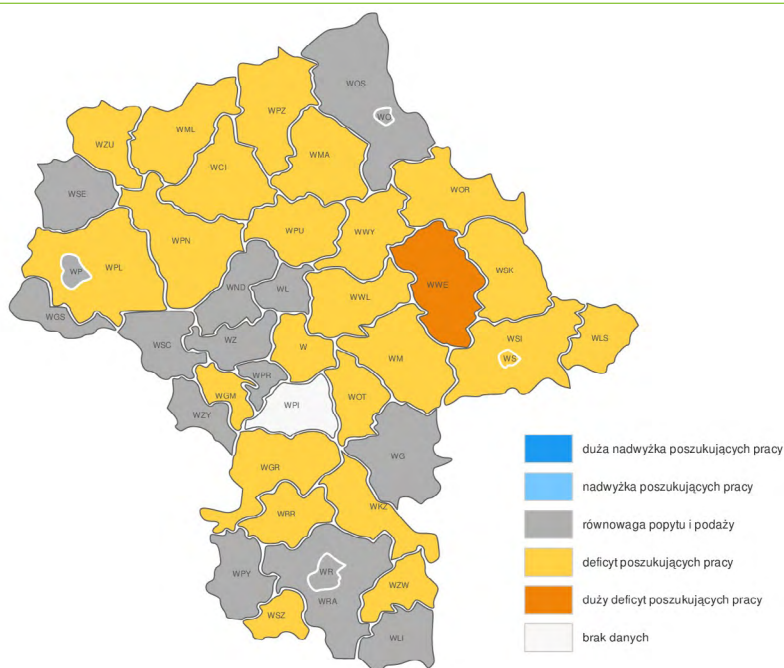 WOS
WO
WPZ
WML
WZU
WMA
WCI
WSE
WOR
WPU
WWY
WPN
WPL
WP
WSK
WWE
WND
WL
WWL
WGS
WSC
WZ
W
WM
WSI
WS
WLS
WPR
WGM
WPI
WOT
WZY
WG
WGR
WKZ
WRR
WPY
WR
WRA
WZW
WSZ
WLI
duża nadwyżka poszukujących pracy
nadwyżka poszukujących pracy
równowaga popytu i podaży
deficyt poszukujących pracy
duży deficyt poszukujących pracy
brak danych